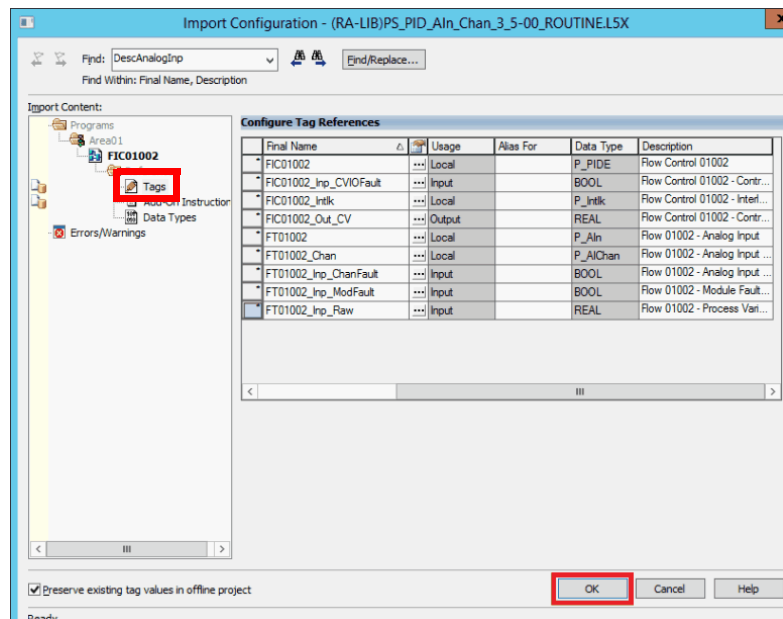 Import Configuration - (RA-LIB)PS_PID_AIn_Chan_3_5-00_ROUTINE.L5X
Find: DescAnalogInp Find/Replace...
Find Within: Final Name, Description
Import Content:
Programs
Area01
FIC01002
Tags
Add-On Instruction
Data Types
Errors/Warnings
Configure Tag References
Final Name Usage Alias For Data Type Description
FIC01002 ... Local P_PIDE Flow Control 01002
FIC01002_Inp_CVIOFault ... Input BOOL Flow Control 01002 - Contr...
FIC01002_Intlk ... Local P_Intlk Flow Control 01002 - Interl...
FIC01002_Out_CV ... Output REAL Flow Control 01002 - Contr...
FT01002 ... Local P_AIn Flow 01002 - Analog Input
FT01002_Chan ... Local P_AIChan Flow 01002 - Analog Input ...
FT01002_Inp_ChanFault ... Input BOOL Flow 01002 - Analog Input ...
FT01002_Inp_ModFault ... Input BOOL Flow 01002 - Module Fault...
FT01002_Inp_Raw ... Input REAL Flow 01002 - Process Vari...
Preserve existing tag values in offline project
OK Cancel Help
Ready